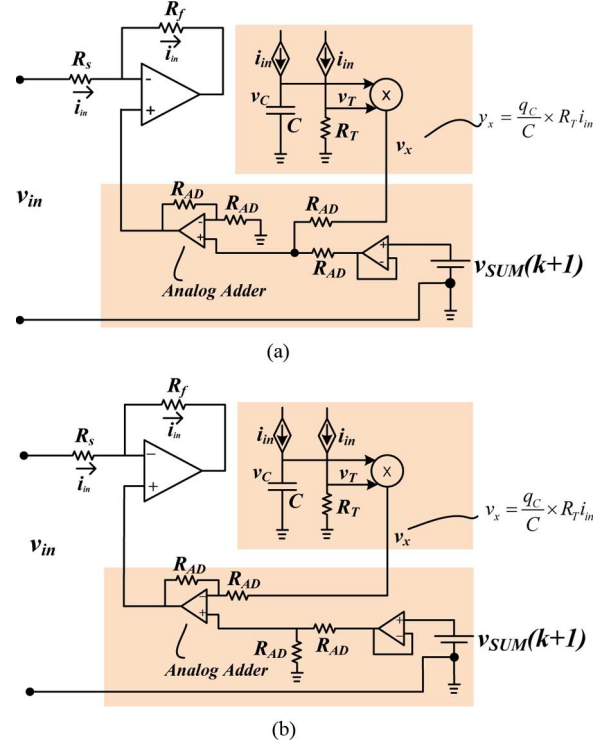 R_f
i_in
R_s
i_in
-
+
i_in
i_in
v_C
v_T
x
C
R_T
v_x
v_x = q_C/C × R_T i_in
v_in
R_AD
R_AD
R_AD
-
+
R_AD
+
-
Analog Adder
v_SUM(k+1)
(a)
R_f
i_in
R_s
i_in
−
+
i_in
i_in
v_C
v_T
x
C
R_T
v_x
v_x = q_C/C × R_T i_in
v_in
R_AD
R_AD
−
+
R_AD
R_AD
+
−
Analog Adder
v_SUM(k+1)
(b)